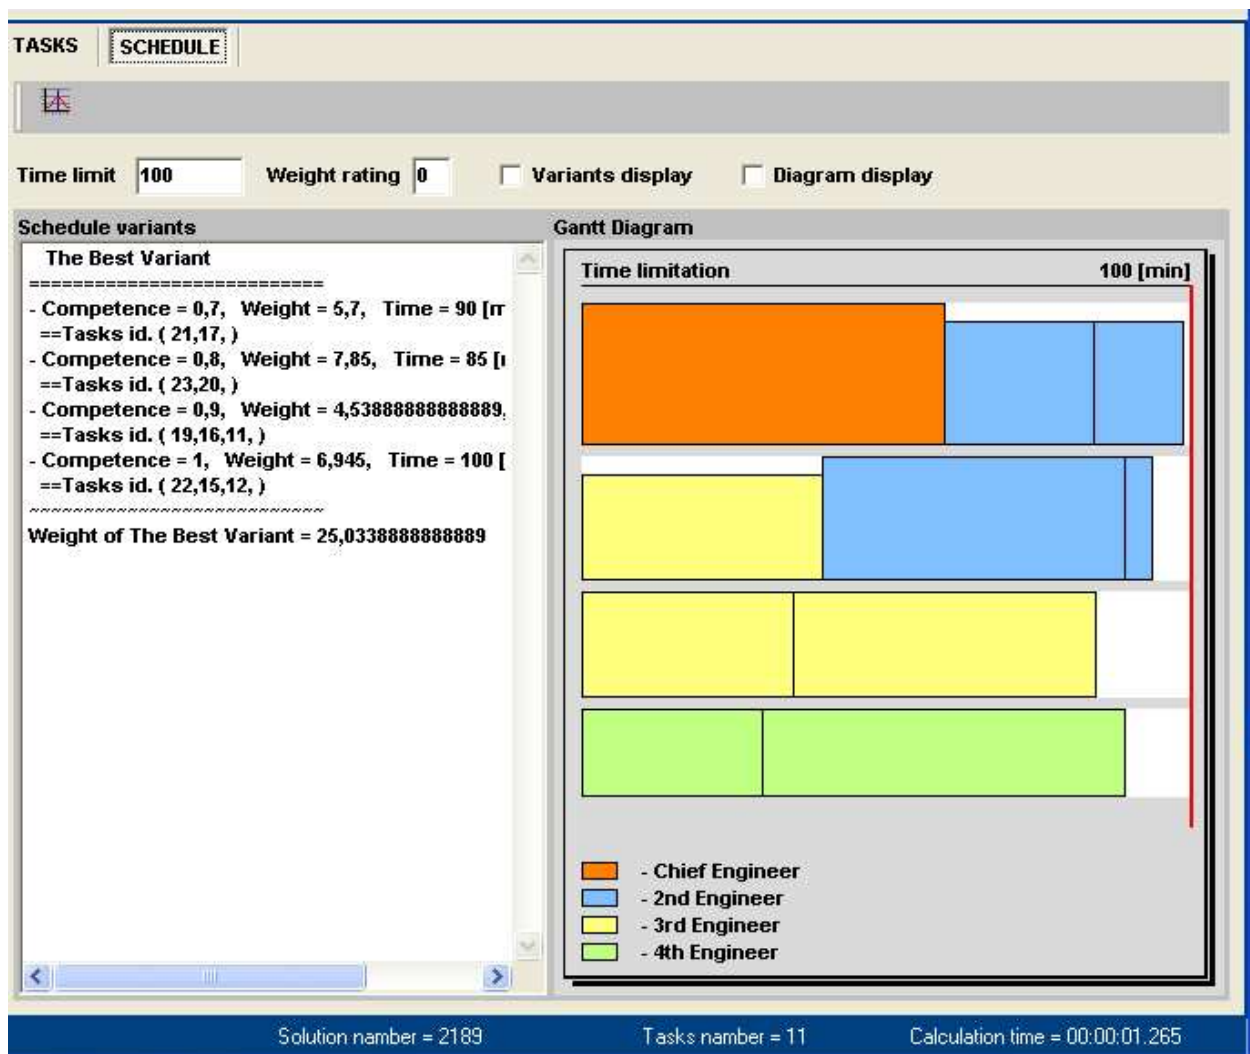 TASKS SCHEDULE
Time limit 100 Weight rating 0 Variants display Diagram display
Schedule variants
The Best Variant
===========================
- Competence = 0,7, Weight = 5,7, Time = 90 [m
==Tasks id. ( 21,17, )
- Competence = 0,8, Weight = 7,85, Time = 85 [
==Tasks id. ( 23,20, )
- Competence = 0,9, Weight = 4,53888888888889,
==Tasks id. ( 19,16,11, )
- Competence = 1, Weight = 6,945, Time = 100 [
==Tasks id. ( 22,15,12, )
~~~~~~~~~~~~~~~~~~~~~~~~~~~
Weight of The Best Variant = 25,0338888888889
Gantt Diagram
Time limitation 100 [min]
- Chief Engineer
- 2nd Engineer
- 3rd Engineer
- 4th Engineer
Solution namber = 2189 Tasks namber = 11 Calculation time = 00:00:01.265